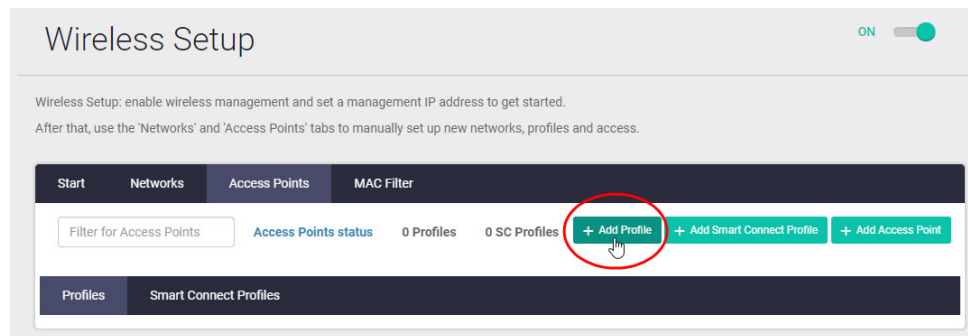 Wireless Setup
ON
Wireless Setup: enable wireless management and set a management IP address to get started.
After that, use the 'Networks' and 'Access Points' tabs to manually set up new networks, profiles and access.
Start Networks Access Points MAC Filter
Filter for Access Points Access Points status 0 Profiles 0 SC Profiles + Add Profile + Add Smart Connect Profile + Add Access Point
Profiles Smart Connect Profiles